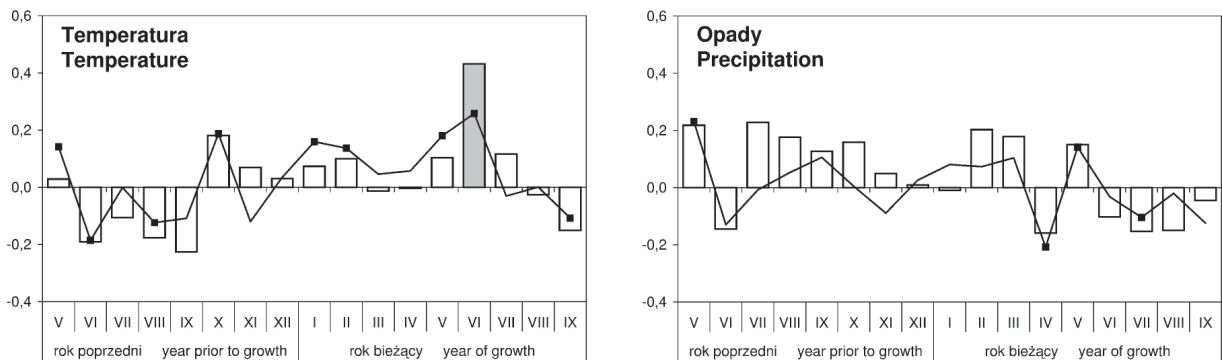 Temperatura
Temperature
0,6
0,4
0,2
0,0
-0,2
-0,4
V VI VII VIII IX X XI XII I II III IV V VI VII VIII IX
rok poprzedni year prior to growth rok bieżący year of growth
Opady
Precipitation
0,6
0,4
0,2
0,0
-0,2
-0,4
V VI VII VIII IX X XI XII I II III IV V VI VII VIII IX
rok poprzedni year prior to growth rok bieżący year of growth